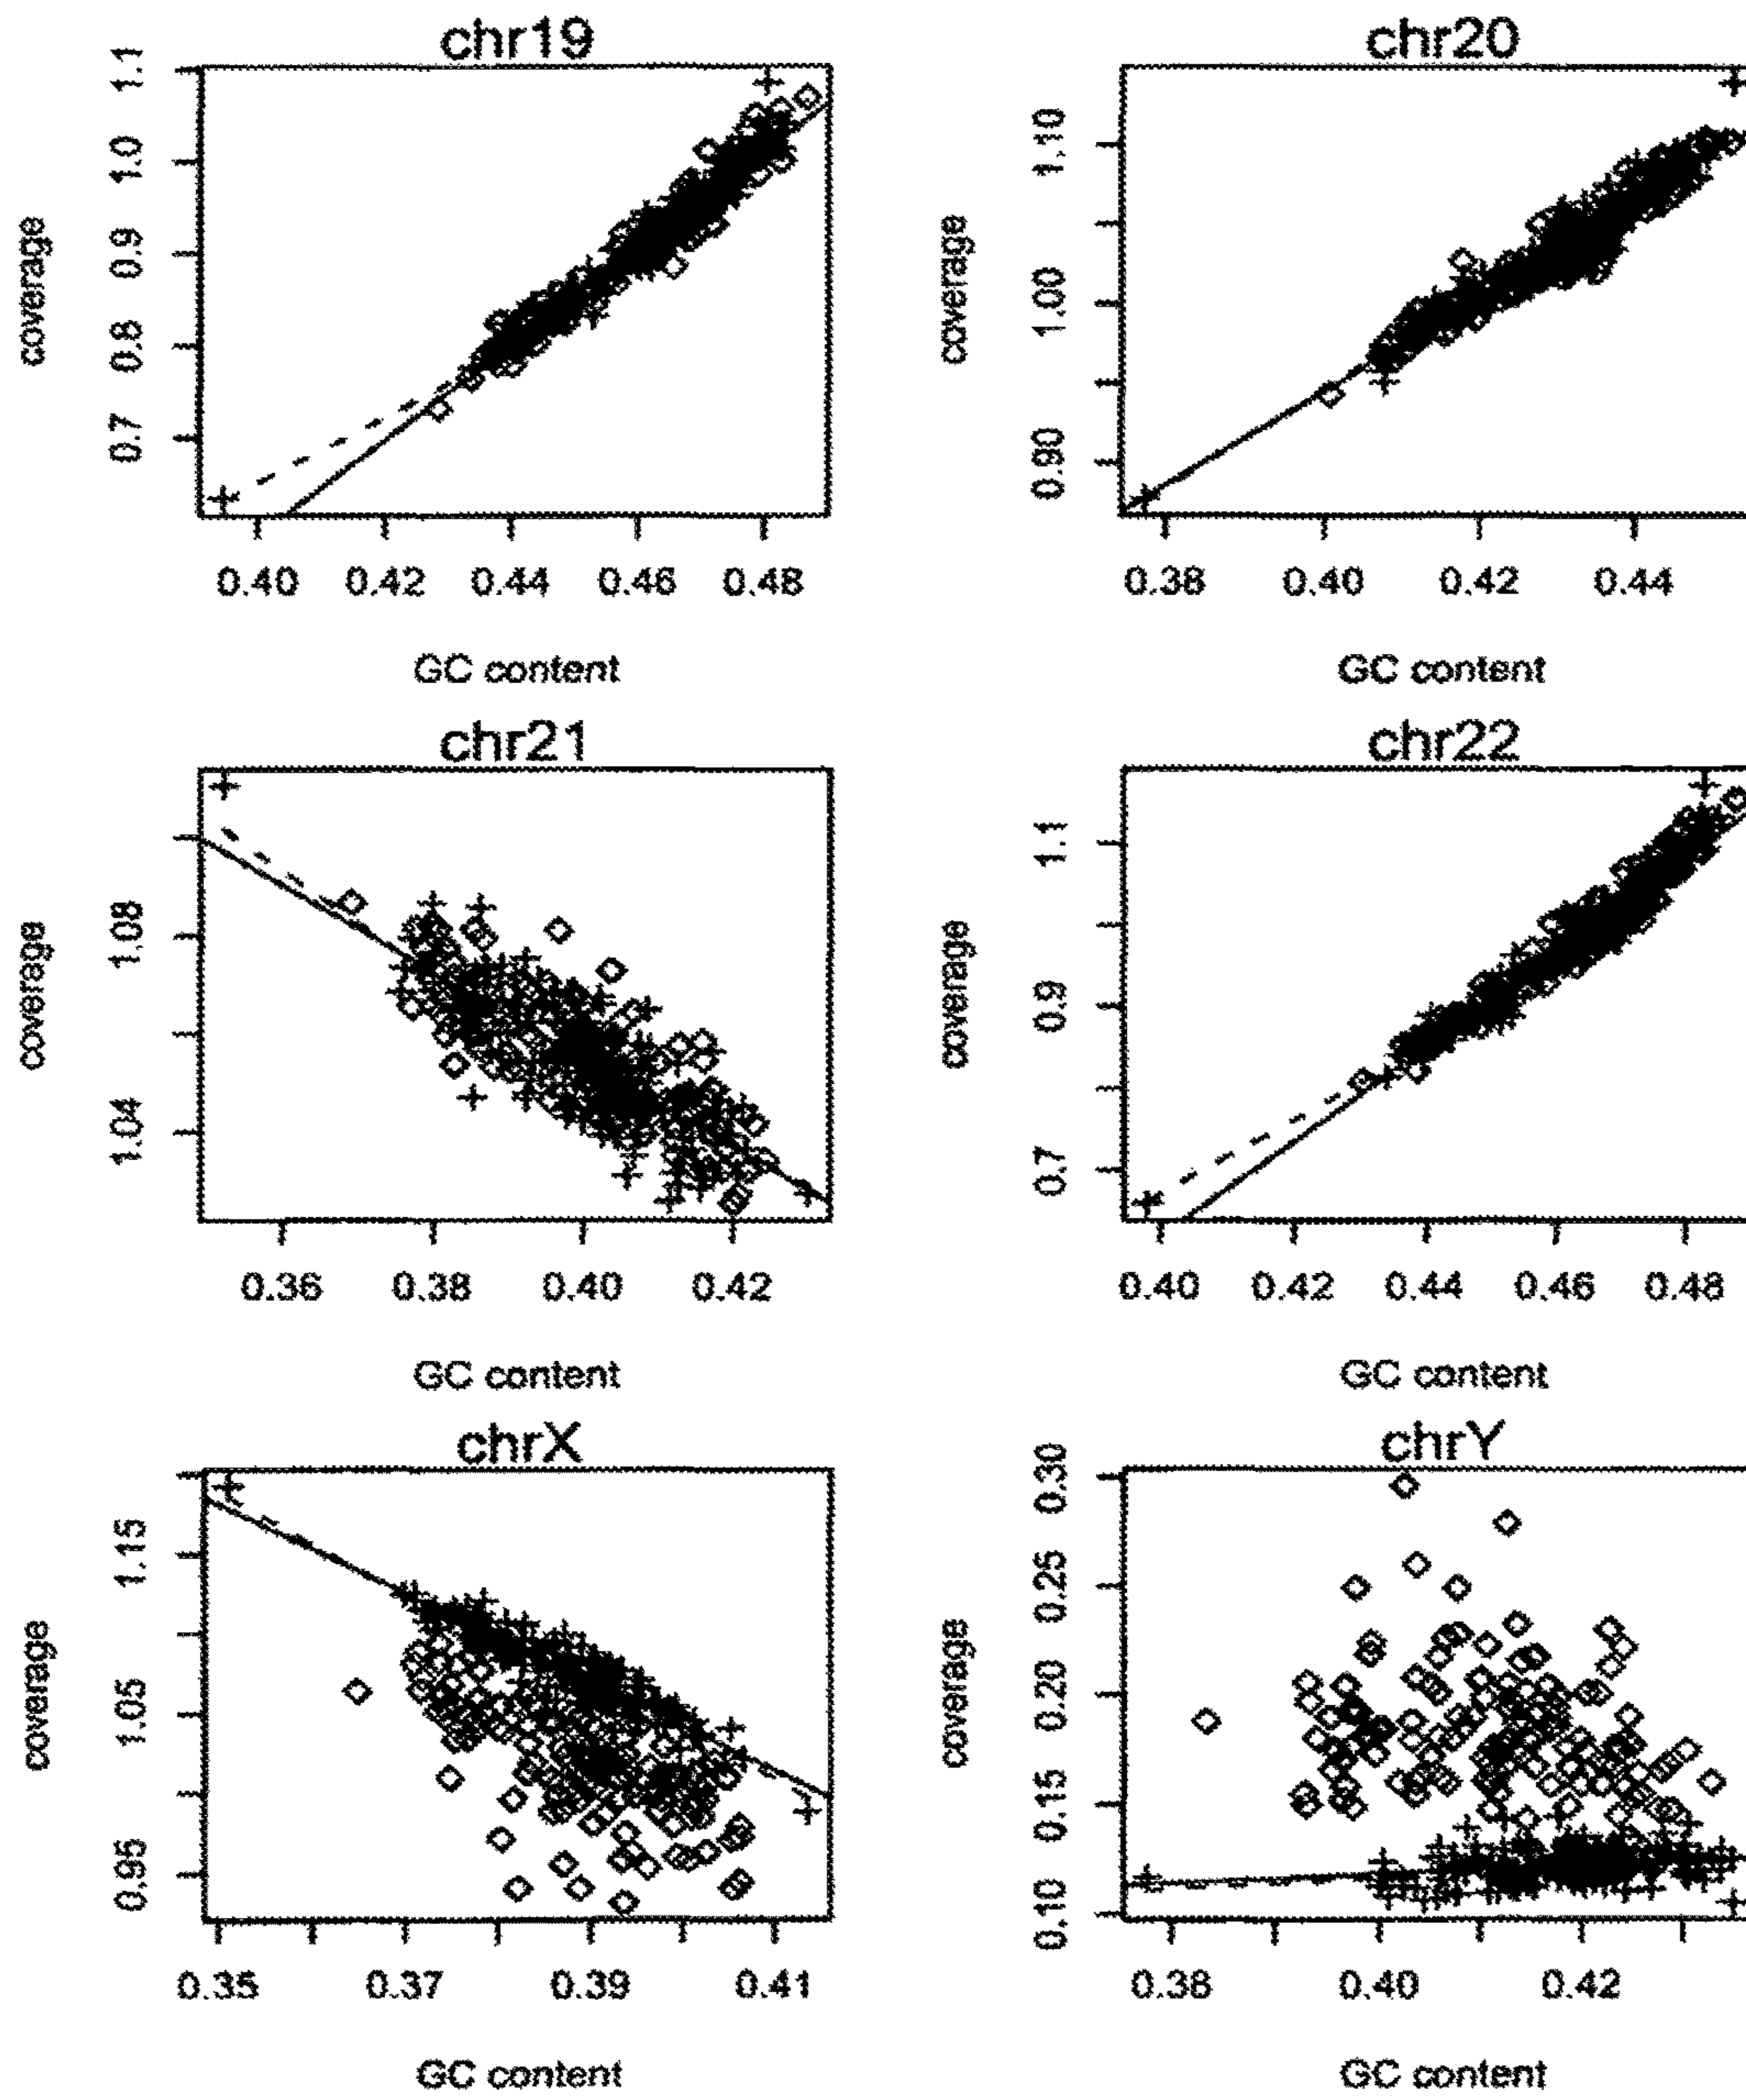 chr19
chr20
coverage
0.7 0.8 0.9 1.0 1.1
0.40 0.42 0.44 0.46 0.48
GC content
coverage
0.90 1.00 1.10
0.38 0.40 0.42 0.44
GC content
chr21
chr22
coverage
1.04 1.08
0.36 0.38 0.40 0.42
GC content
coverage
0.7 0.9 1.1
0.40 0.42 0.44 0.46 0.48
GC content
chrX
chrY
coverage
0.95 1.05 1.15
0.35 0.37 0.39 0.41
GC content
coverage
0.10 0.15 0.20 0.25 0.30
0.38 0.40 0.42
GC content